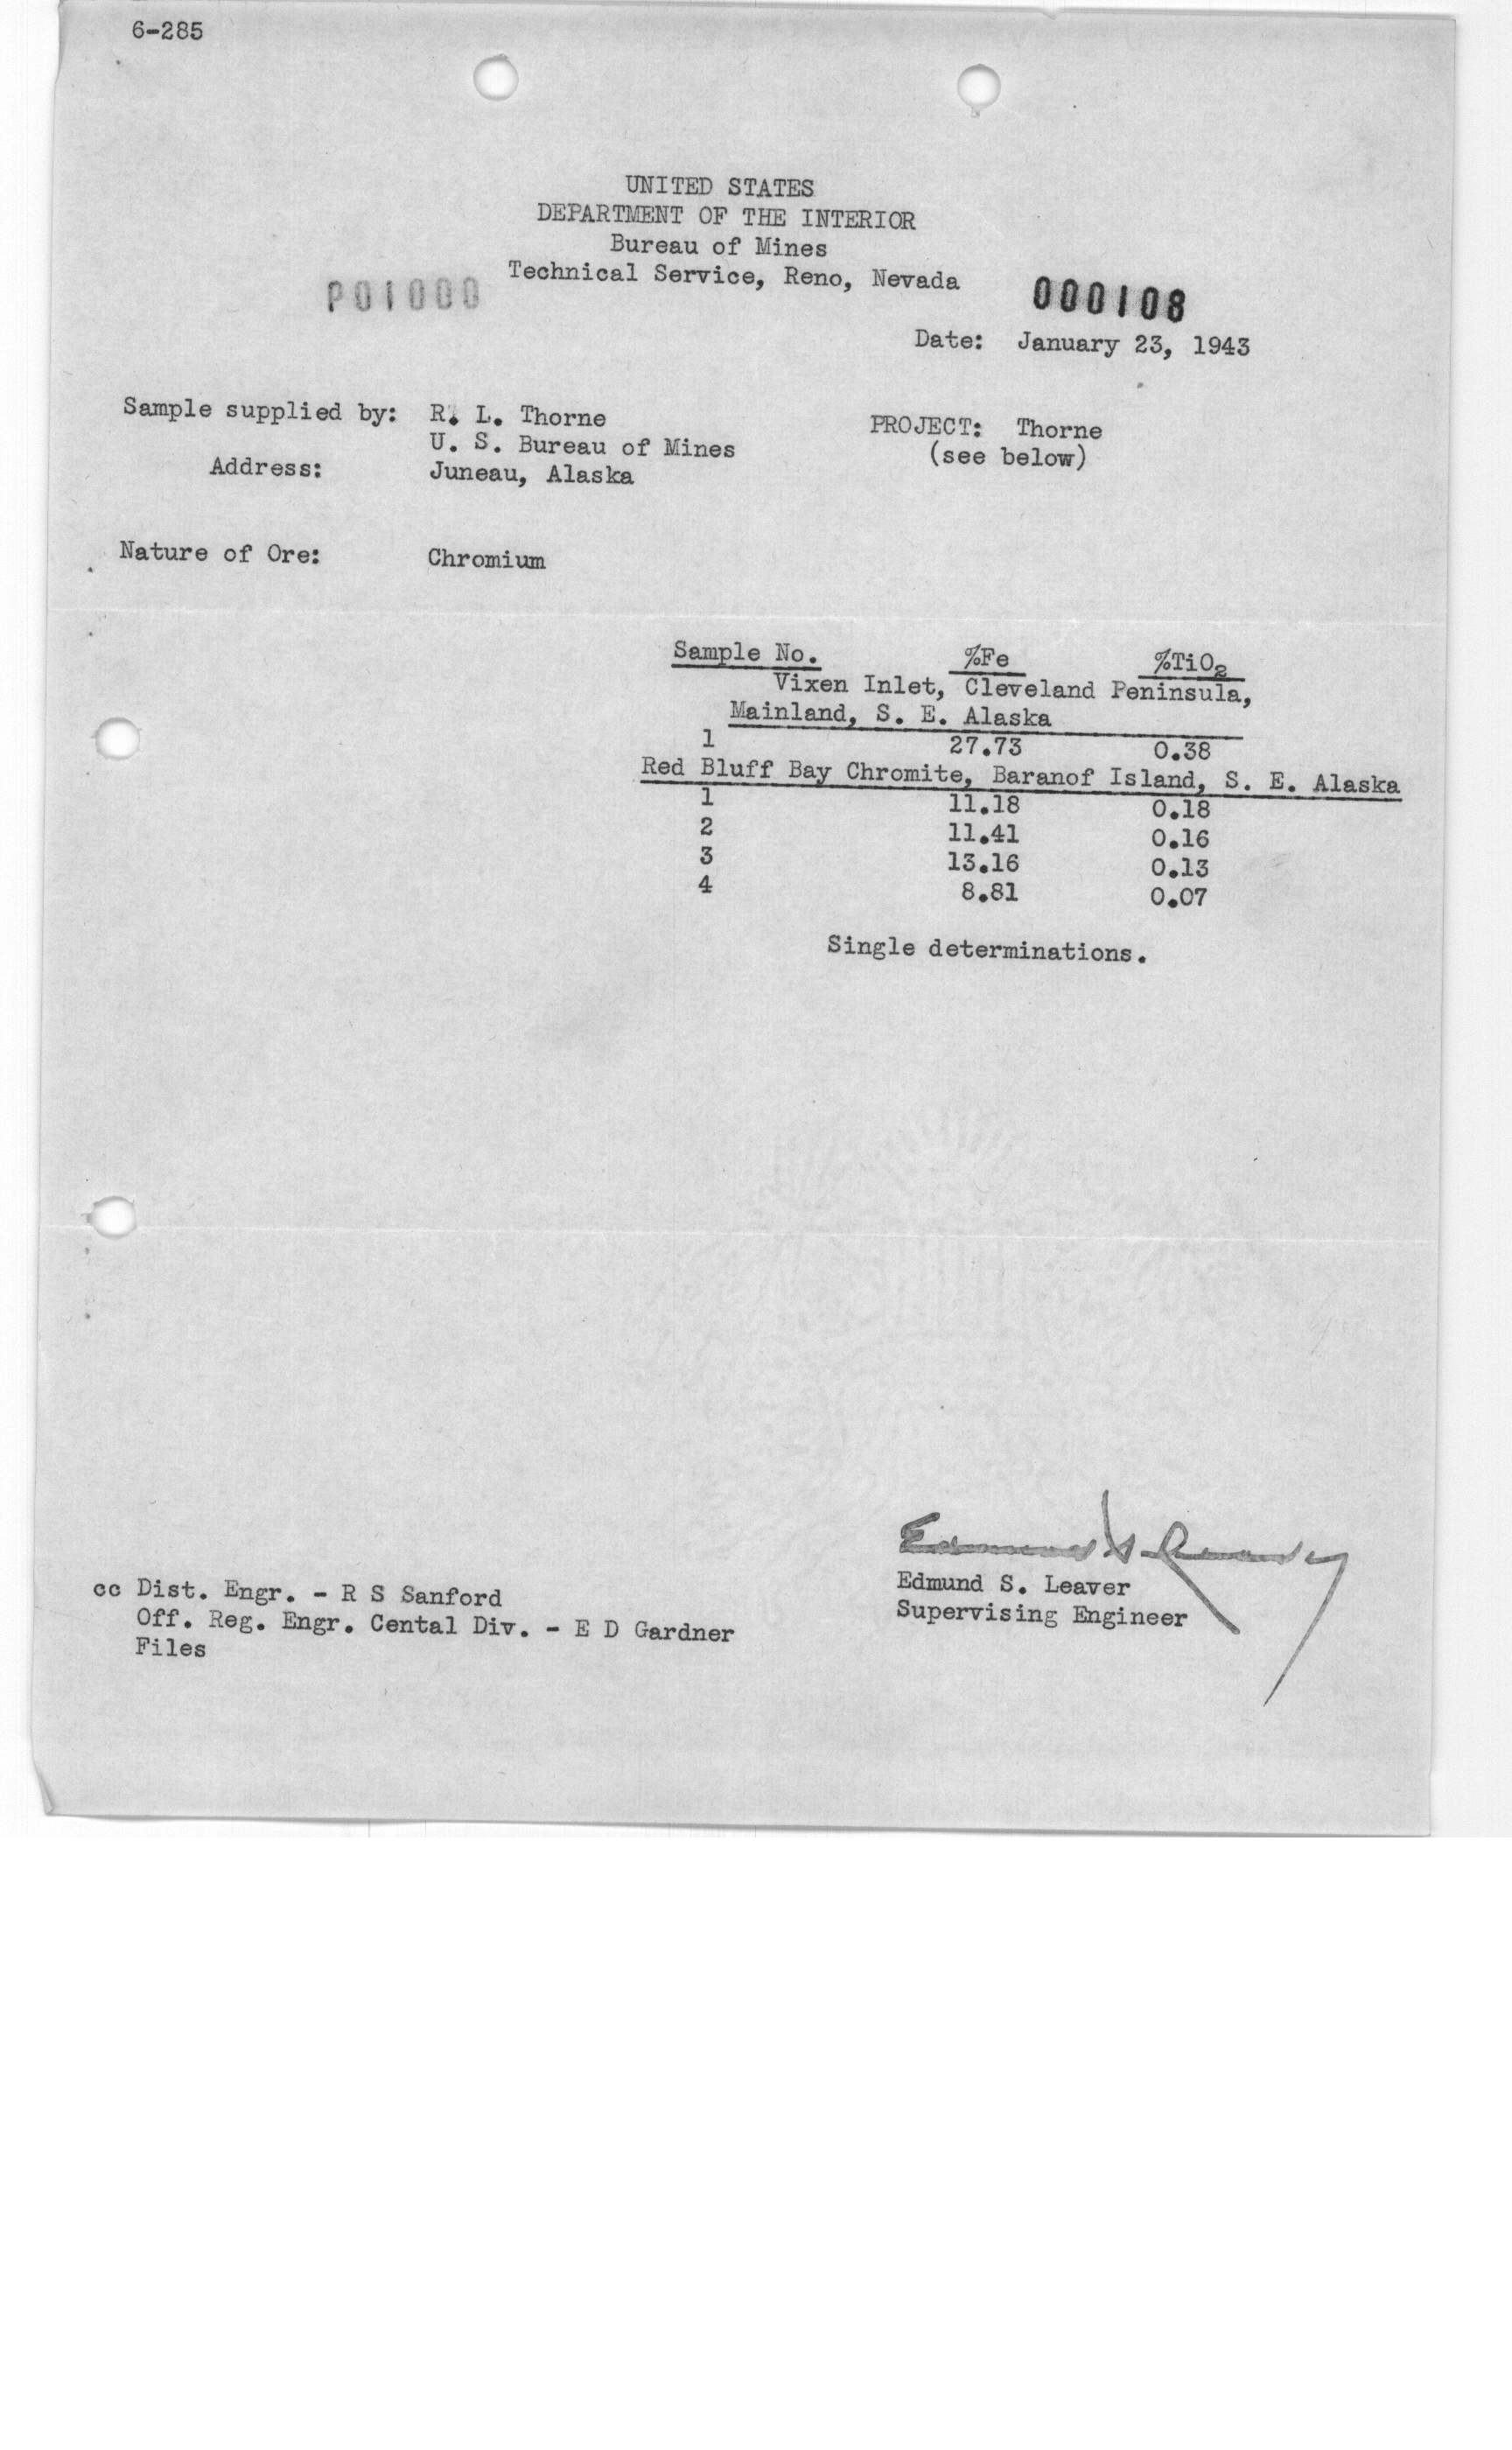 6-285
UNITED STATES
DEPARTMENT OF THE INTERIOR
Bureau of Mines
Technical Service, Reno, Nevada
P01000
000108
Date: January 23, 1943
Sample supplied by: R. L. Thorne
U. S. Bureau of Mines
Address: Juneau, Alaska
PROJECT: Thorne
(see below)
Nature of Ore: Chromium
Sample No. %Fe %TiO2
Vixen Inlet, Cleveland Peninsula,
Mainland, S. E. Alaska
1 27.73 0.38
Red Bluff Bay Chromite, Baranof Island, S. E. Alaska
1 11.18 0.18
2 11.41 0.16
3 13.16 0.13
4 8.81 0.07
Single determinations.
Edmund S Leaver
Edmund S. Leaver
Supervising Engineer
cc Dist. Engr. - R S Sanford
Off. Reg. Engr. Cental Div. - E D Gardner
Files